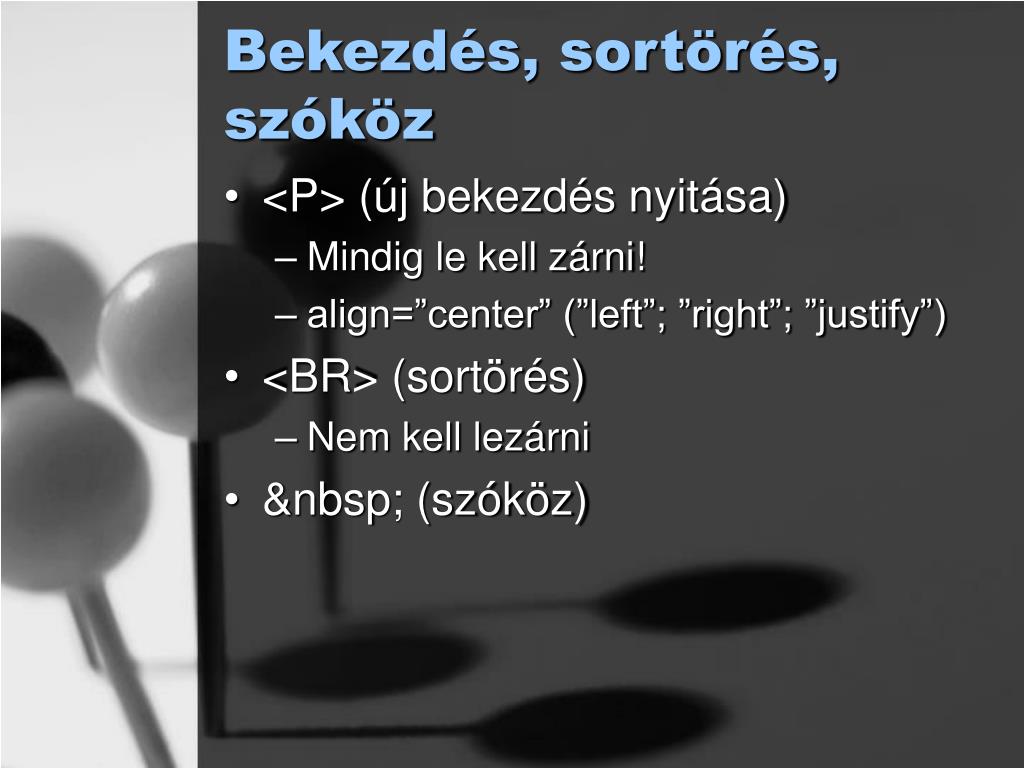 Bekezdés, sortörés,
szóköz
• <P> (új bekezdés nyitása)
– Mindig le kell zárni!
– align=”center” (”left”; ”right”; ”justify”)
• <BR> (sortörés)
– Nem kell lezárni
• &nbsp; (szóköz)